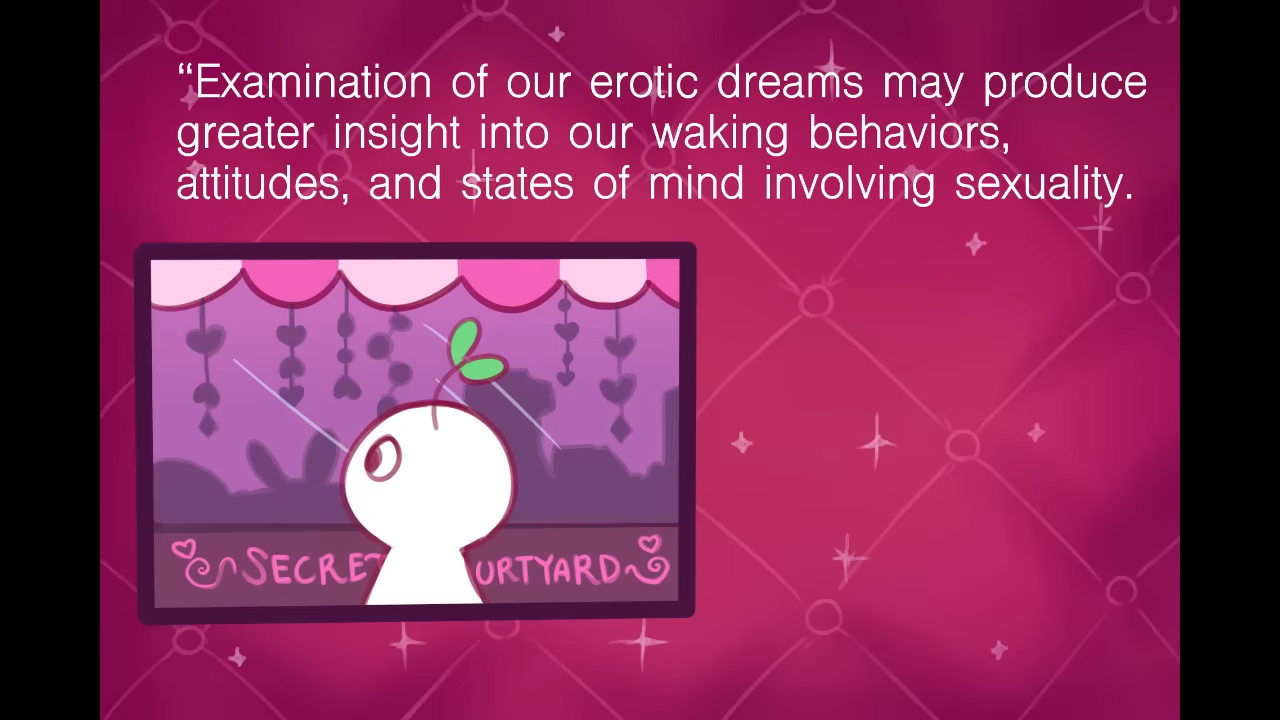 “Examination of our erotic dreams may produce
greater insight into our waking behaviors,
attitudes, and states of mind involving sexuality.
SECRET URTYARD